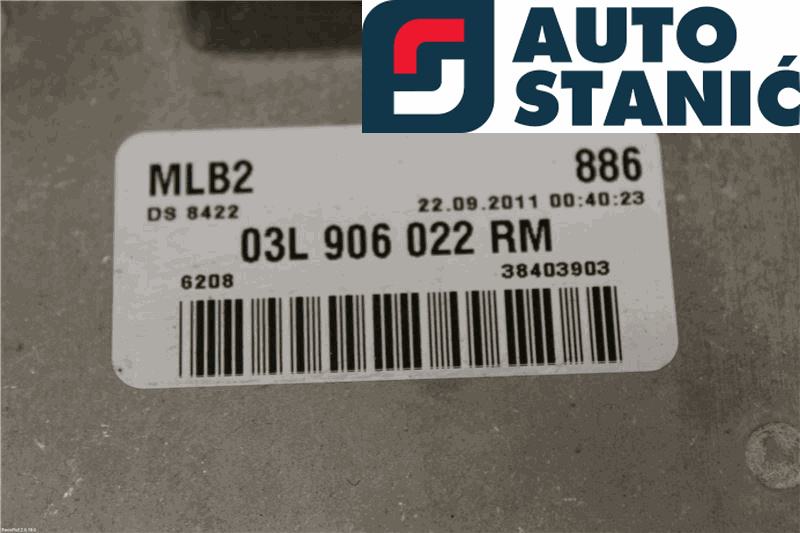 AUTO
STANIĆ
MLB2 886
DS 8422 22.09.2011 00:40:23
03L 906 022 RM
6208 38403903